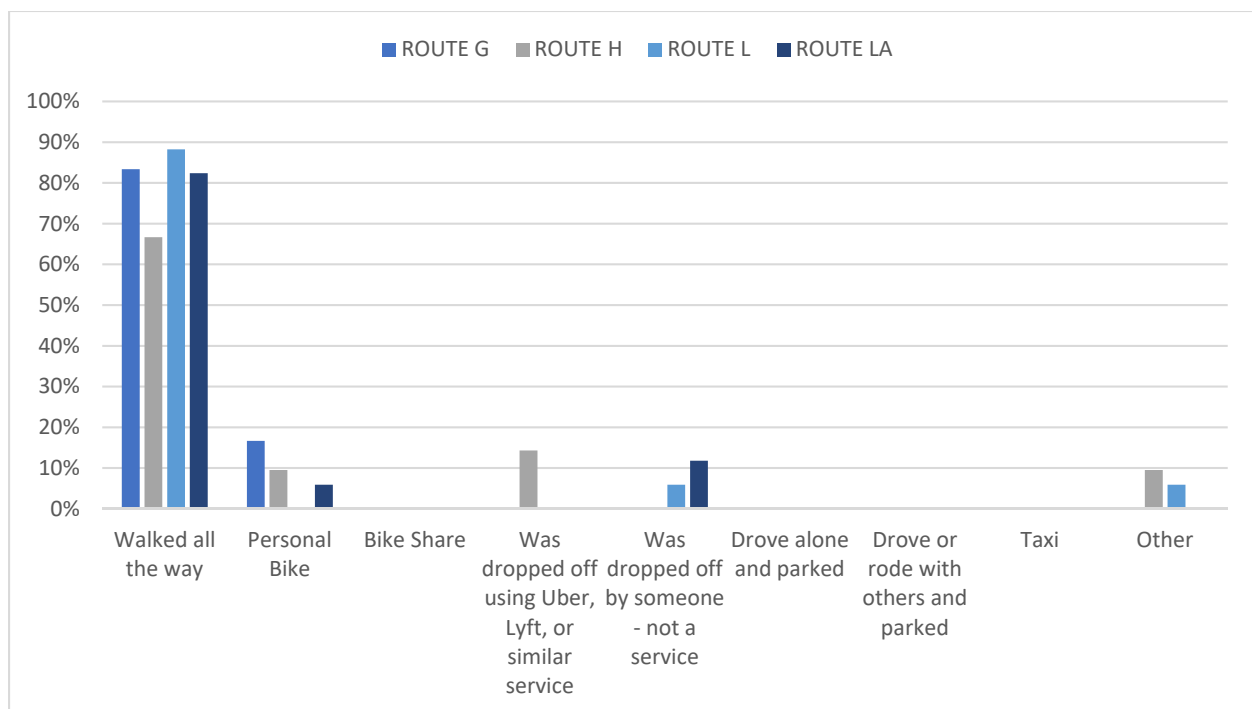 ROUTE G ROUTE H ROUTE L ROUTE LA
100%
90%
80%
70%
60%
50%
40%
30%
20%
10%
0%
Walked all
the way
Personal
Bike
Bike Share
Was
dropped off
using Uber,
Lyft, or
similar
service
Was
dropped off
by someone
- not a
service
Drove alone
and parked
Drove or
rode with
others and
parked
Taxi
Other